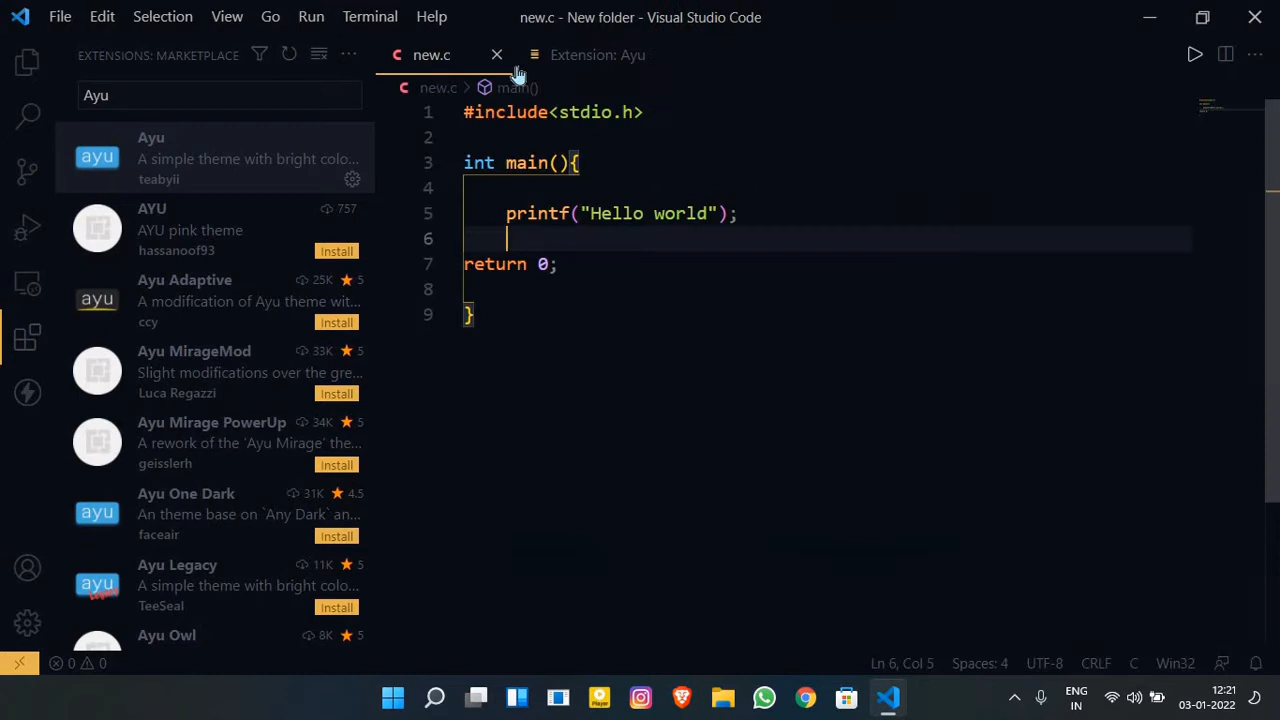 File Edit Selection View Go Run Terminal Help
new.c - New folder - Visual Studio Code
EXTENSIONS: MARKETPLACE
Ayu
ayu
Ayu
A simple theme with bright colo...
teabyii
AYU 757
AYU pink theme
hassanoof93
Install
ayu
Ayu Adaptive 25K ★ 5
A modification of Ayu theme wit...
ccy
Install
Ayu MirageMod 33K ★ 5
Slight modifications over the gre...
Luca Regazzi
Install
Ayu Mirage PowerUp 34K ★ 5
A rework of the 'Ayu Mirage' the...
geisslerh
Install
ayu
Ayu One Dark 31K ★ 4.5
An theme base on `Any Dark` an...
faceair
Install
ayu
Legacy
Ayu Legacy 11K ★ 5
A simple theme with bright colo...
TeeSeal
Install
Ayu Owl 8K ★ 5
C new.c
Extension: Ayu
C new.c > main()
1 #include<stdio.h>
2
3 int main(){
4
5 printf("Hello world");
6
7 return 0;
8
9 }
0 0
Ln 6, Col 5 Spaces: 4 UTF-8 CRLF C Win32
Player
ENG
IN
12:21
03-01-2022